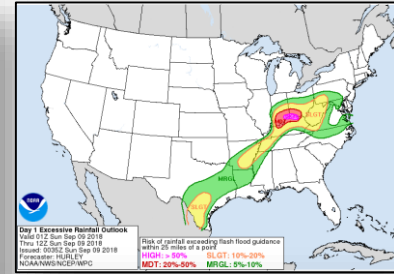 HIGH
SLGT
MRGL
SLGT
NOAA
Day 1 Excessive Rainfall Outlook
Valid 01Z Sun Sep 09 2018
Thru 12Z Sun Sep 09 2018
Issued: 0035Z Sun Sep 09 2018
Forecaster: HURLEY
NOAA/NWS/NCEP/WPC
Risk of rainfall exceeding flash flood guidance
within 25 miles of a point
HIGH: > 50% SLGT: 10%-20%
MDT: 20%-50% MRGL: 5%-10%